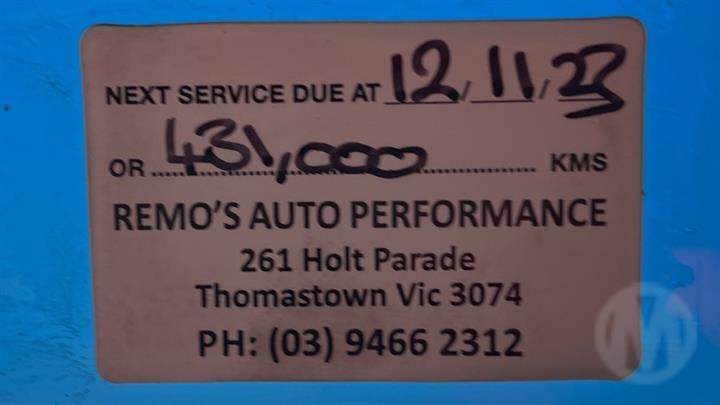 NEXT SERVICE DUE AT 12/11/23
OR 431,000 KMS
REMO'S AUTO PERFORMANCE
261 Holt Parade
Thomastown Vic 3074
PH: (03) 9466 2312
M